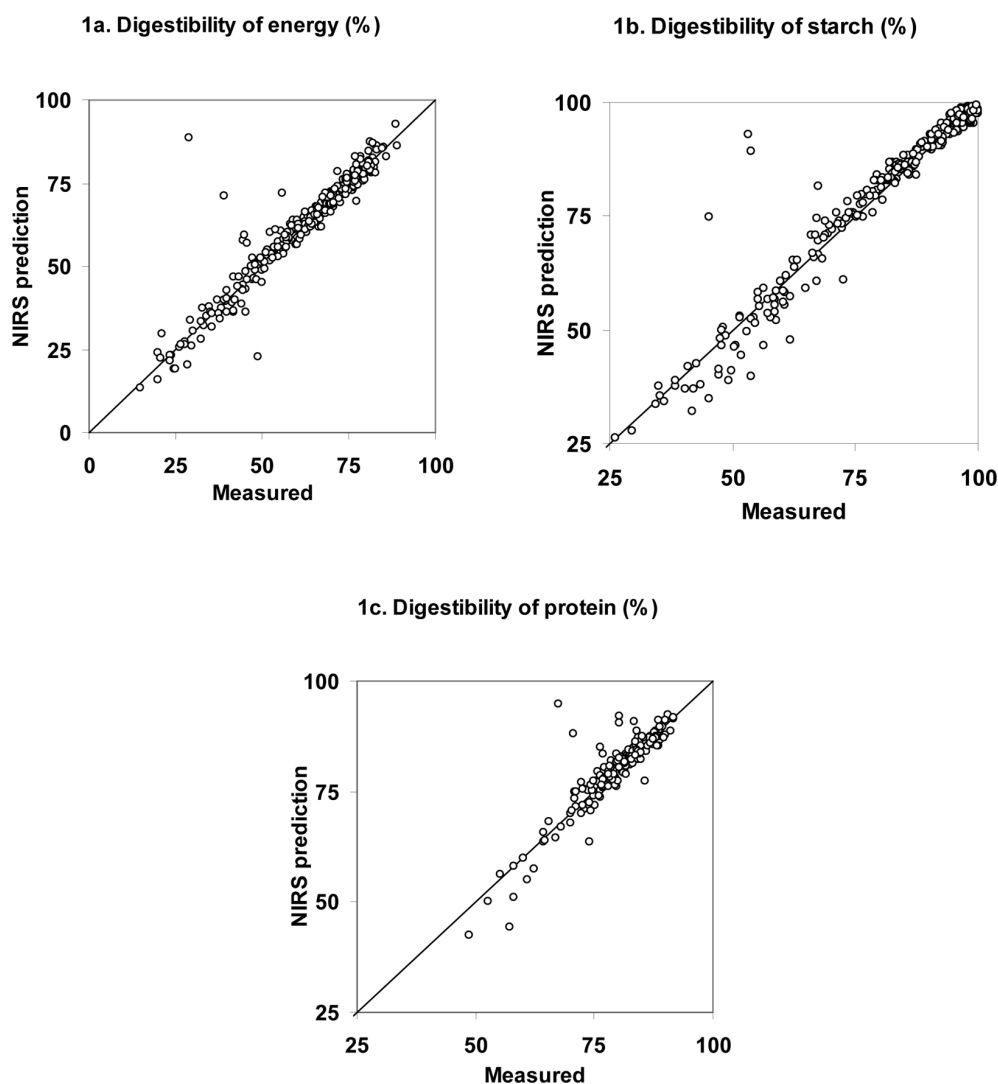 1a. Digestibility of energy (%)
100
75
50
25
0
NIRS prediction
0 25 50 75 100
Measured
1b. Digestibility of starch (%)
100
75
50
25
NIRS prediction
25 50 75 100
Measured
1c. Digestibility of protein (%)
100
75
50
25
NIRS prediction
25 50 75 100
Measured